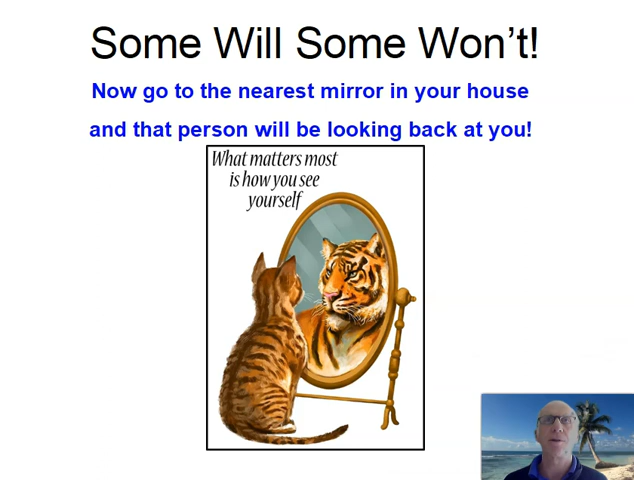 Some Will Some Won't!
Now go to the nearest mirror in your house
and that person will be looking back at you!
What matters most
is how you see
yourself